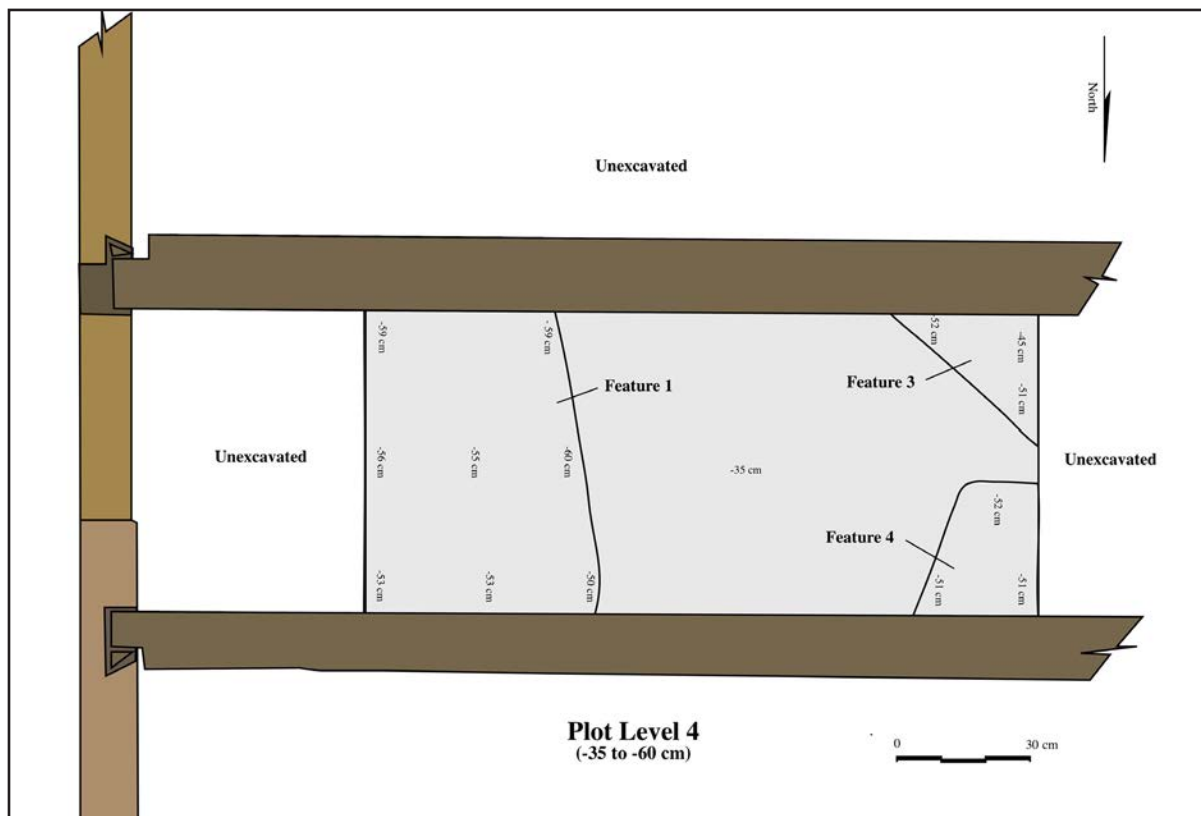 North
Unexcavated
-59 cm
-59 cm
-52 cm
-45 cm
Feature 1
Feature 3
-51 cm
Unexcavated
-56 cm
-55 cm
-60 cm
-35 cm
Unexcavated
-52 cm
Feature 4
-53 cm
-53 cm
-50 cm
-51 cm
-51 cm
Plot Level 4
(-35 to -60 cm)
0 30 cm